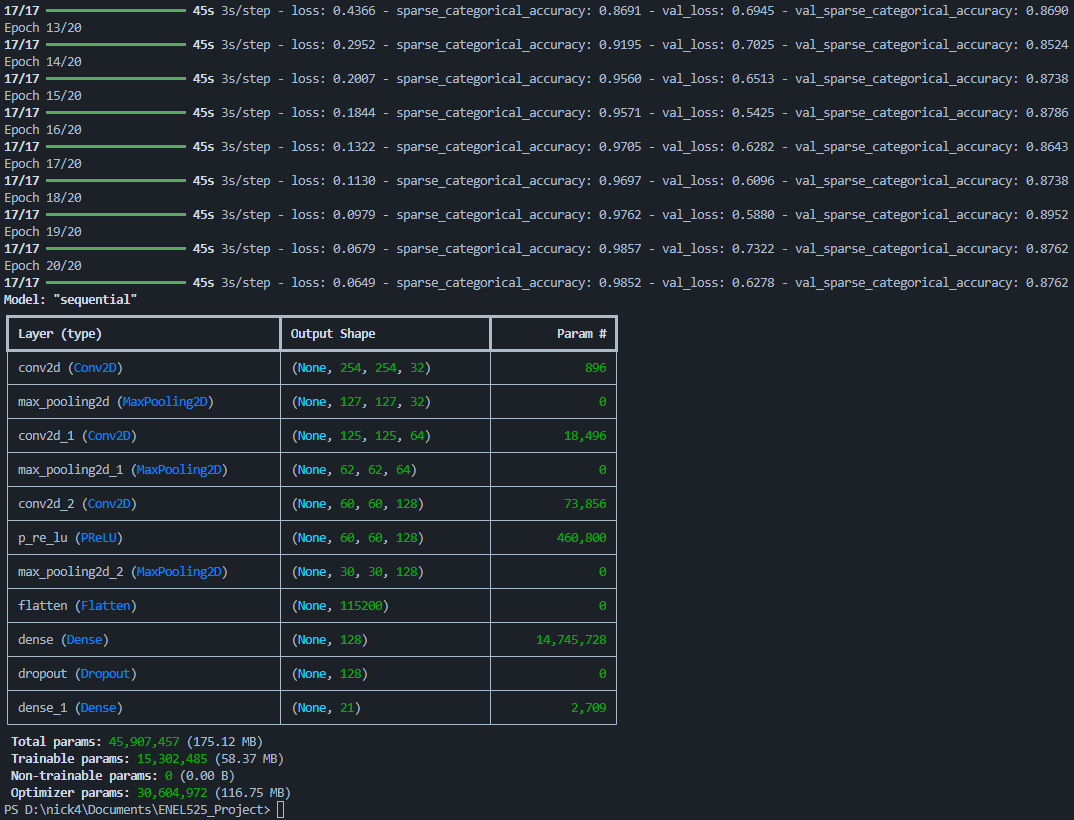 17/17 45s 3s/step - loss: 0.4366 - sparse_categorical_accuracy: 0.8691 - val_loss: 0.6945 - val_sparse_categorical_accuracy: 0.8690
Epoch 13/20
17/17 45s 3s/step - loss: 0.2952 - sparse_categorical_accuracy: 0.9195 - val_loss: 0.7025 - val_sparse_categorical_accuracy: 0.8524
Epoch 14/20
17/17 45s 3s/step - loss: 0.2007 - sparse_categorical_accuracy: 0.9560 - val_loss: 0.6513 - val_sparse_categorical_accuracy: 0.8738
Epoch 15/20
17/17 45s 3s/step - loss: 0.1844 - sparse_categorical_accuracy: 0.9571 - val_loss: 0.5425 - val_sparse_categorical_accuracy: 0.8786
Epoch 16/20
17/17 45s 3s/step - loss: 0.1322 - sparse_categorical_accuracy: 0.9705 - val_loss: 0.6282 - val_sparse_categorical_accuracy: 0.8643
Epoch 17/20
17/17 45s 3s/step - loss: 0.1130 - sparse_categorical_accuracy: 0.9697 - val_loss: 0.6096 - val_sparse_categorical_accuracy: 0.8738
Epoch 18/20
17/17 45s 3s/step - loss: 0.0979 - sparse_categorical_accuracy: 0.9762 - val_loss: 0.5880 - val_sparse_categorical_accuracy: 0.8952
Epoch 19/20
17/17 45s 3s/step - loss: 0.0679 - sparse_categorical_accuracy: 0.9857 - val_loss: 0.7322 - val_sparse_categorical_accuracy: 0.8762
Epoch 20/20
17/17 45s 3s/step - loss: 0.0649 - sparse_categorical_accuracy: 0.9852 - val_loss: 0.6278 - val_sparse_categorical_accuracy: 0.8762
Model: "sequential"
Layer (type) Output Shape Param #
conv2d (Conv2D) (None, 254, 254, 32) 896
max_pooling2d (MaxPooling2D) (None, 127, 127, 32) 0
conv2d_1 (Conv2D) (None, 125, 125, 64) 18,496
max_pooling2d_1 (MaxPooling2D) (None, 62, 62, 64) 0
conv2d_2 (Conv2D) (None, 60, 60, 128) 73,856
p_re_lu (PReLU) (None, 60, 60, 128) 460,800
max_pooling2d_2 (MaxPooling2D) (None, 30, 30, 128) 0
flatten (Flatten) (None, 115200) 0
dense (Dense) (None, 128) 14,745,728
dropout (Dropout) (None, 128) 0
dense_1 (Dense) (None, 21) 2,709
Total params: 45,907,457 (175.12 MB)
Trainable params: 15,302,485 (58.37 MB)
Non-trainable params: 0 (0.00 B)
Optimizer params: 30,604,972 (116.75 MB)
PS D:\nick4\Documents\ENEL525_Project>